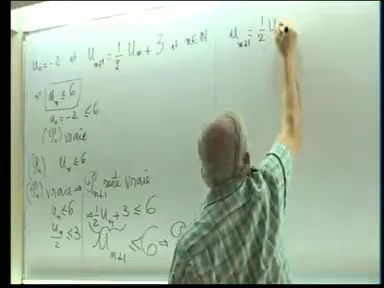 u₀ = -2 et Uₙ₊₁ = 1/2 Uₙ + 3 et n ∈ ℕ
Uₙ ≤ 6
u₀ = -2 ≤ 6
(P₀) vraie
(Pₙ) uₙ ≤ 6
(Pₙ) vraie ⇒ Pₙ₊₁ reste vraie
uₙ ≤ 6 ⇒ 1/2 Uₙ + 3 ≤ 6
uₙ/2 ≤ 3
Uₙ₊₁ ≤ 6 ⇒ P
uₙ₊₁ = 1/2 U